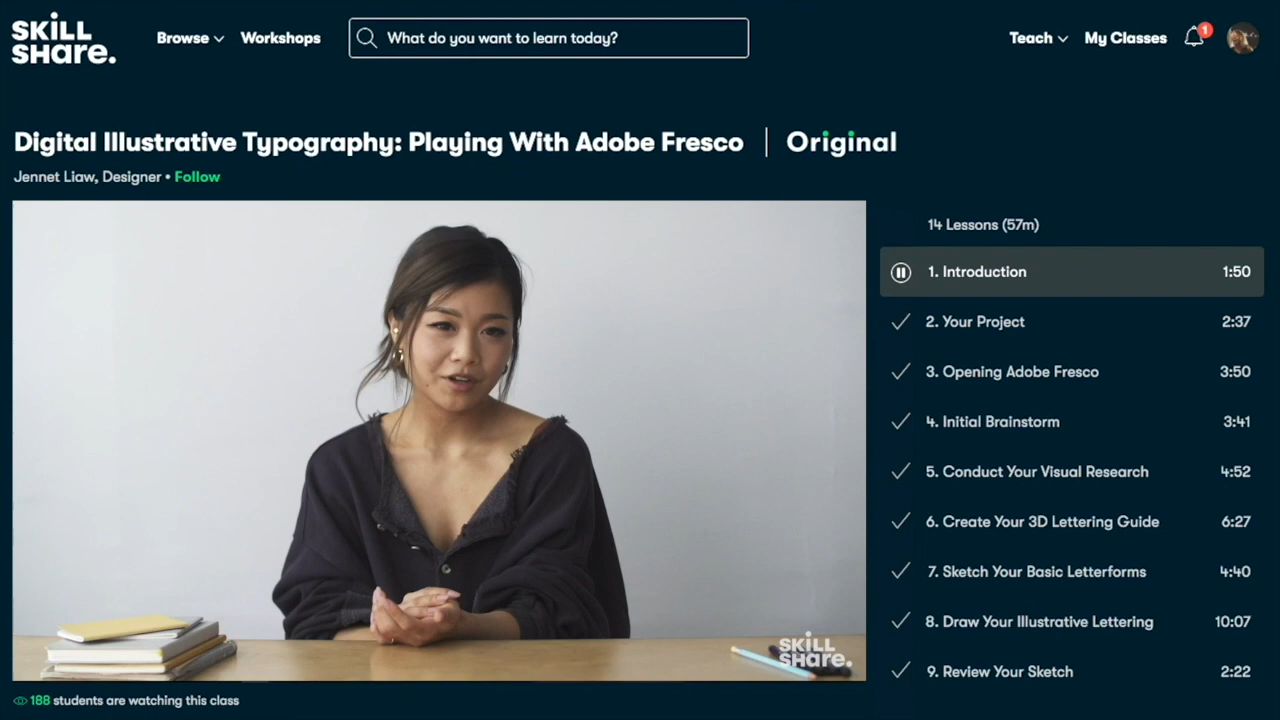 SKILL
SHare.
Browse
Workshops
What do you want to learn today?
Teach
My Classes
1
Digital Illustrative Typography: Playing With Adobe Fresco | Original
Jennet Liaw, Designer • Follow
14 Lessons (57m)
1. Introduction 1:50
2. Your Project 2:37
3. Opening Adobe Fresco 3:50
4. Initial Brainstorm 3:41
5. Conduct Your Visual Research 4:52
6. Create Your 3D Lettering Guide 6:27
7. Sketch Your Basic Letterforms 4:40
8. Draw Your Illustrative Lettering 10:07
9. Review Your Sketch 2:22
SKILL
SHare.
188 students are watching this class